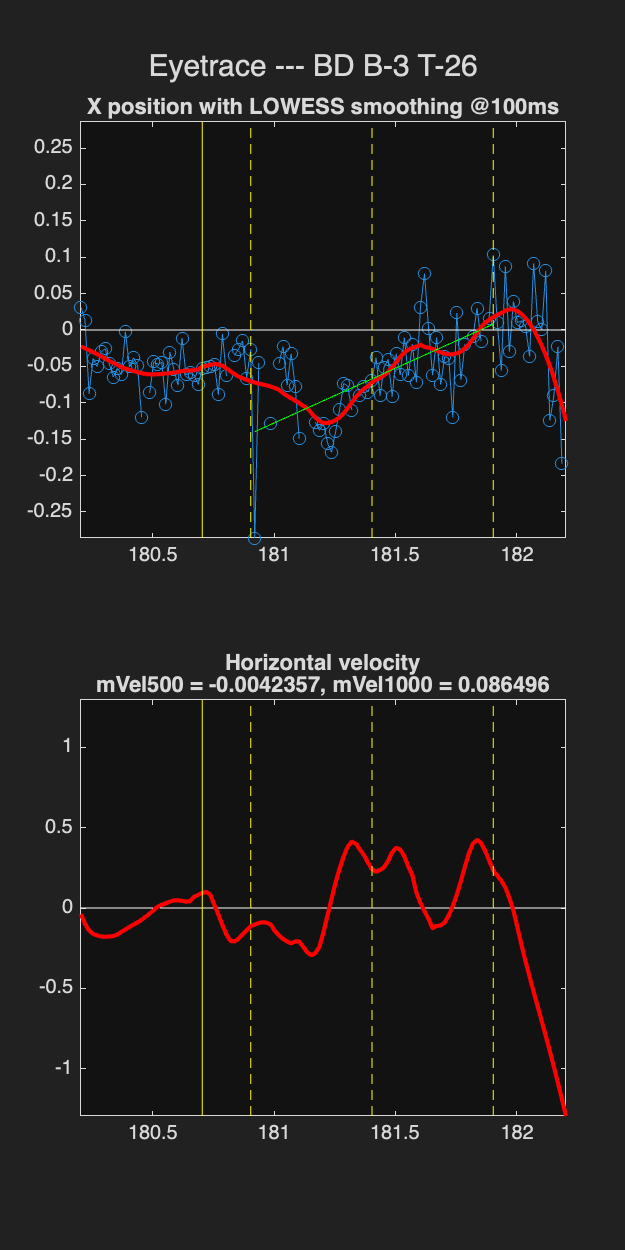 Eyetrace --- BD B-3 T-26
X position with LOWESS smoothing @100ms
0.25
0.2
0.15
0.1
0.05
0
-0.05
-0.1
-0.15
-0.2
-0.25
180.5 181 181.5 182
Horizontal velocity
mVel500 = -0.0042357, mVel1000 = 0.086496
1
0.5
0
-0.5
-1
180.5 181 181.5 182